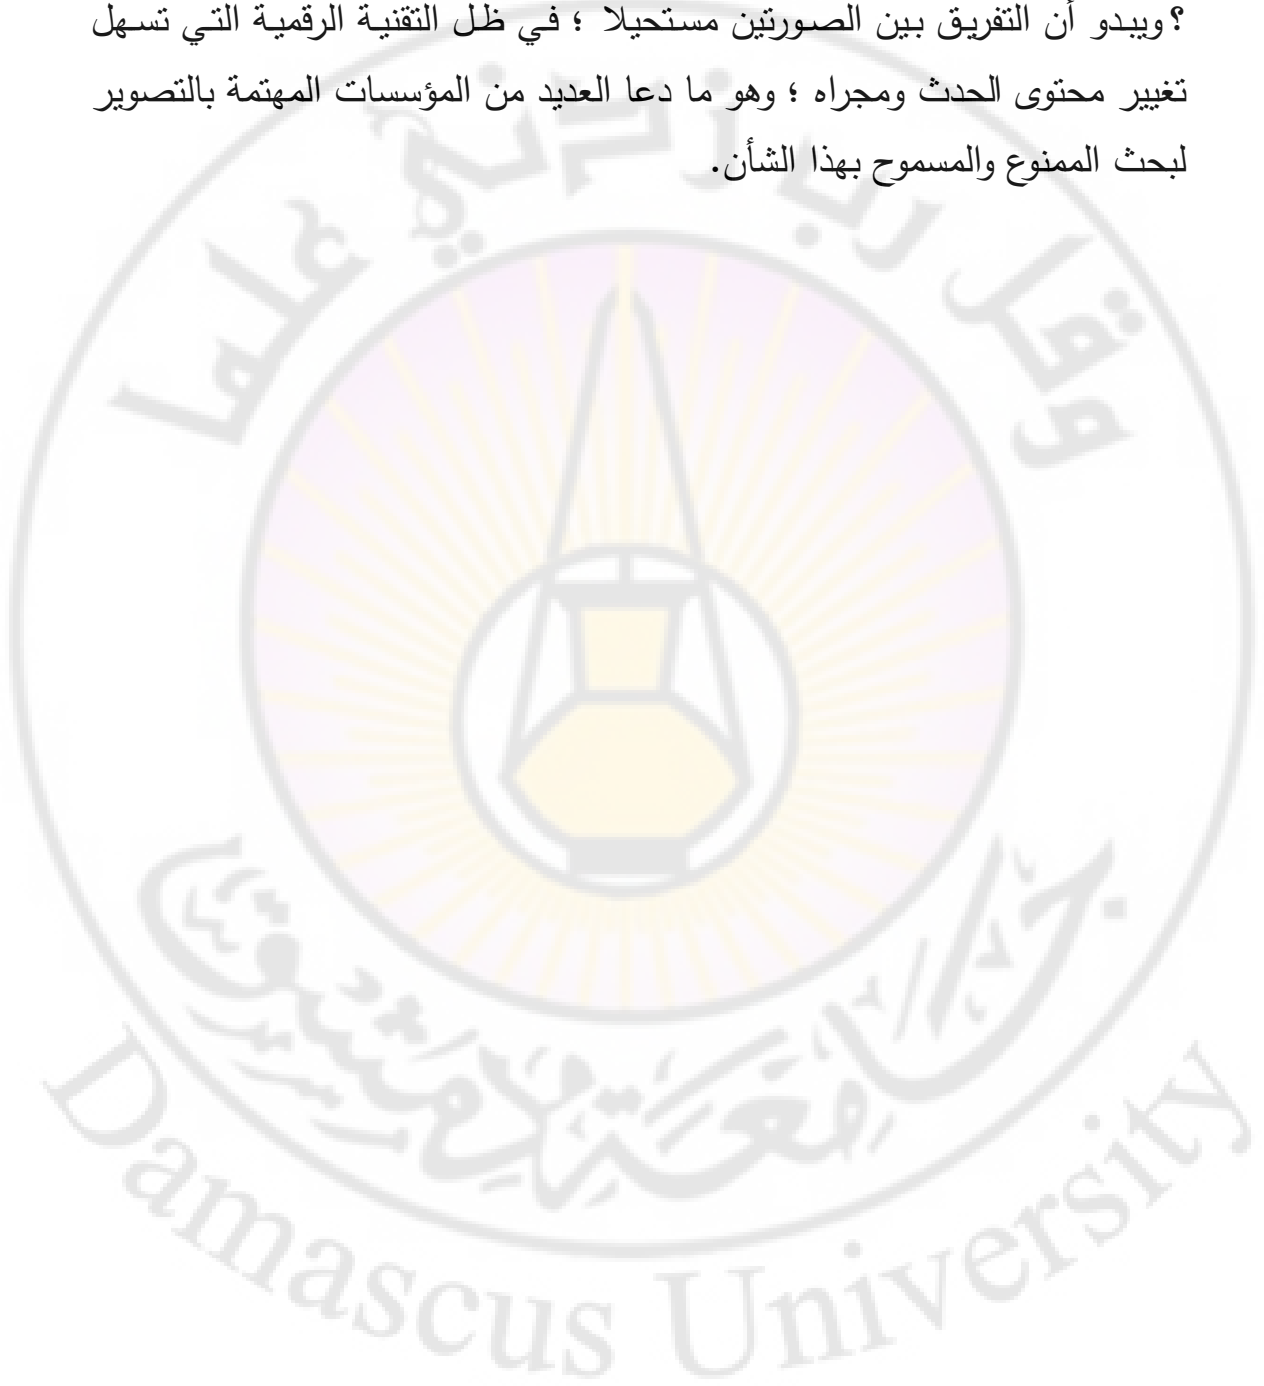 ؟ ويبدو أن التفريق بين الصورتين مستحيلا ؛ في ظل التقنية الرقمية التي تسهل
تغيير محتوى الحدث ومجراه ؛ وهو ما دعا العديد من المؤسسات المهتمة بالتصوير
لبحث الممنوع والمسموح بهذا الشأن.
وقل رب زدني علما
جامعة دمشق
Damascus University